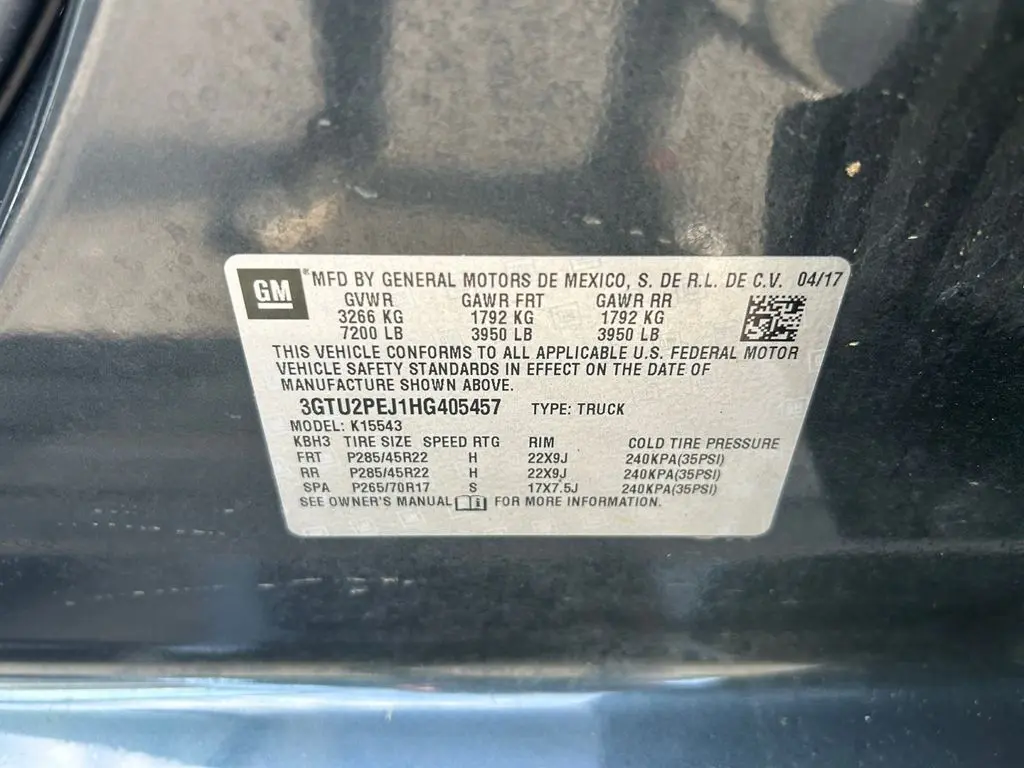 GM ® MFD BY GENERAL MOTORS DE MEXICO, S. DE R.L. DE C.V. 04/17
GVWR GAWR FRT GAWR RR
3266 KG 1792 KG 1792 KG
7200 LB 3950 LB 3950 LB
THIS VEHICLE CONFORMS TO ALL APPLICABLE U.S. FEDERAL MOTOR
VEHICLE SAFETY STANDARDS IN EFFECT ON THE DATE OF
MANUFACTURE SHOWN ABOVE.
3GTU2PEJ1HG405457 TYPE: TRUCK
MODEL: K15543
KBH3 TIRE SIZE SPEED RTG RIM COLD TIRE PRESSURE
FRT P285/45R22 H 22X9J 240KPA(35PSI)
RR P285/45R22 H 22X9J 240KPA(35PSI)
SPA P265/70R17 S 17X7.5J 240KPA(35PSI)
SEE OWNER'S MANUAL i FOR MORE INFORMATION.